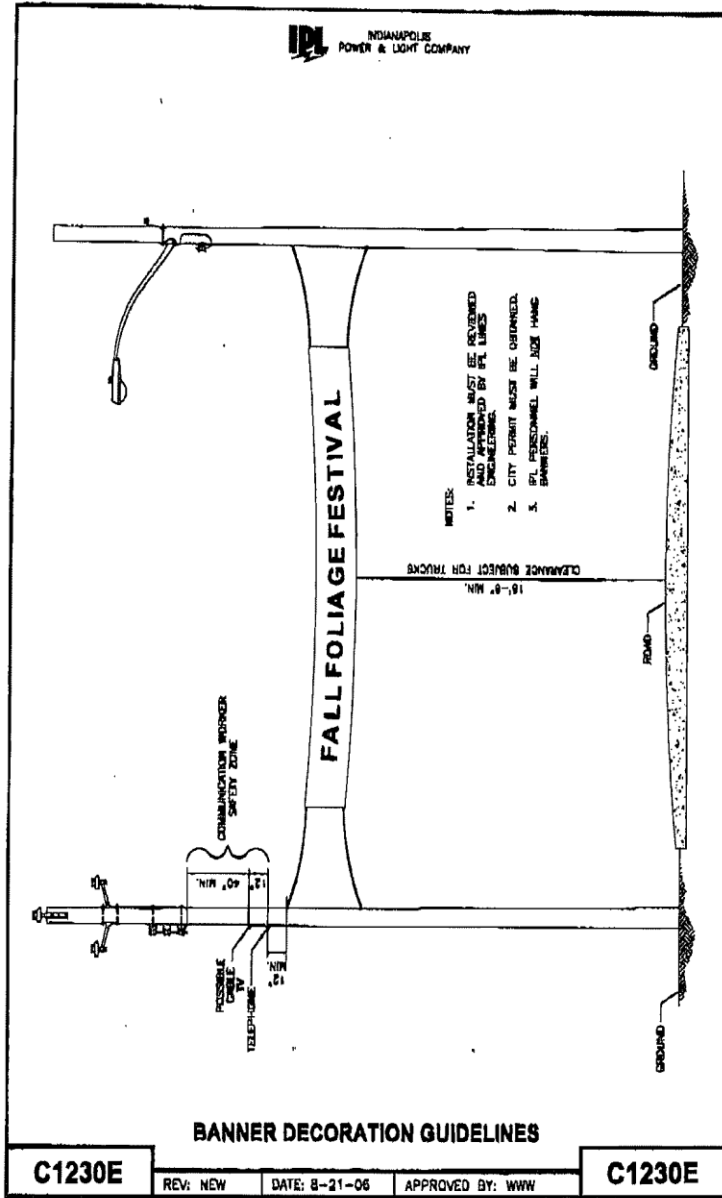 IPL
INDIANAPOLIS
POWER & LIGHT COMPANY
COMMUNICATION WORKER
SAFETY ZONE
40" MIN.
12"
POSSIBLE
CABLE
TV
TELEPHONE
12"
MIN.
FALL FOLIAGE FESTIVAL
CLEARANCE SUBJECT FOR TRUCKS
MIN.
NOTES:
1. INSTALLATION MUST BE REVIEWED
AND APPROVED BY IPL LINES
ENGINEERING.
2. CITY PERMIT MUST BE OBTAINED.
3. IPL PERSONNEL WILL NOT HANG
BANNERS.
GROUND
ROAD
GROUND
BANNER DECORATION GUIDELINES
C1230E
REV: NEW
DATE: 8-21-06
APPROVED BY: WWW
C1230E